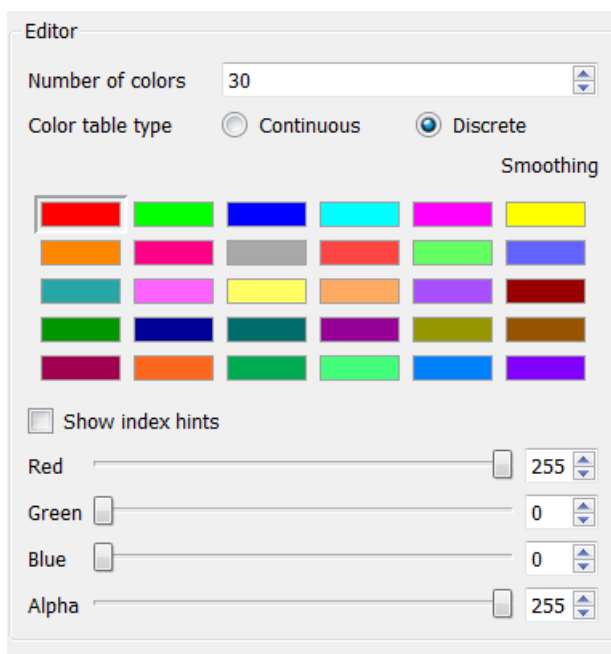 Editor
Number of colors 30
Color table type Continuous Discrete
Smoothing
Show index hints
Red 255
Green 0
Blue 0
Alpha 255